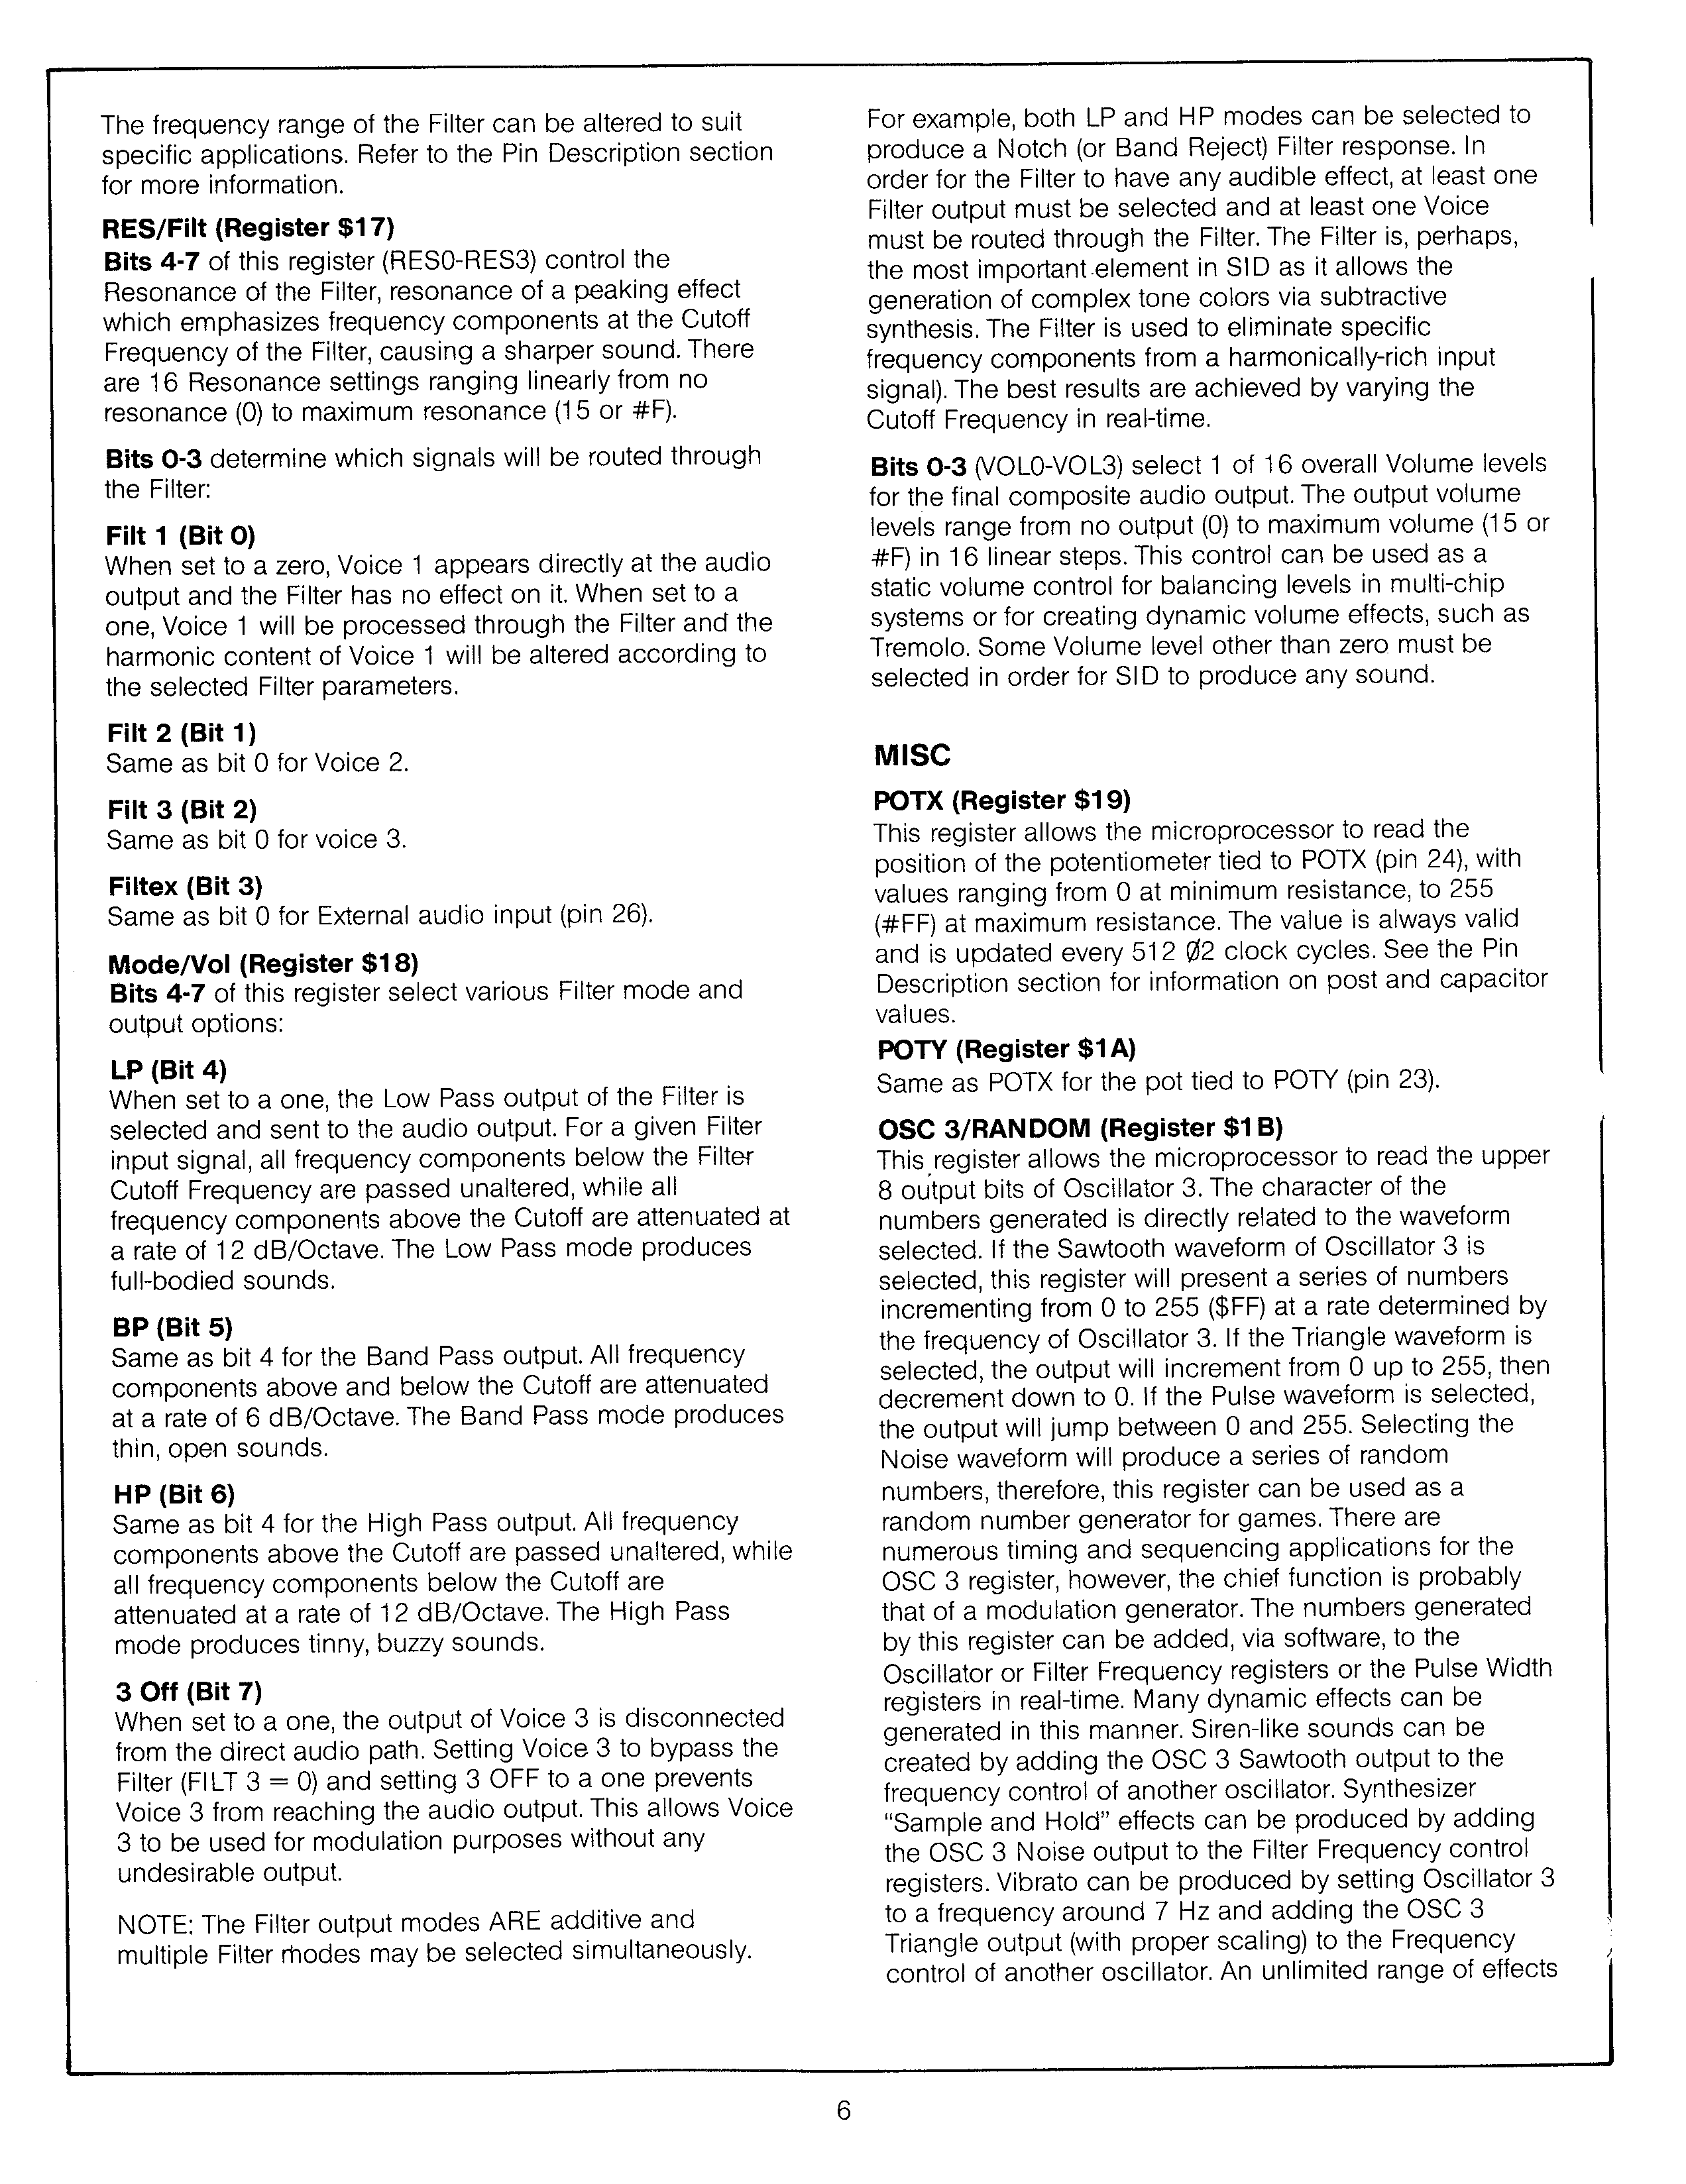 The frequency range of the Filter can be altered to suit
specific applications. Refer to the Pin Description section
for more information.
RES/Filt (Register $17)
Bits 4-7 of this register (RES0-RES3) control the
Resonance of the Filter, resonance of a peaking effect
which emphasizes frequency components at the Cutoff
Frequency of the Filter, causing a sharper sound. There
are 16 Resonance settings ranging linearly from no
resonance (0) to maximum resonance (15 or #F).
Bits 0-3 determine which signals will be routed through
the Filter:
Filt 1 (Bit 0)
When set to a zero, Voice 1 appears directly at the audio
output and the Filter has no effect on it. When set to a
one, Voice 1 will be processed through the Filter and the
harmonic content of Voice 1 will be altered according to
the selected Filter parameters.
Filt 2 (Bit 1)
Same as bit 0 for Voice 2.
Filt 3 (Bit 2)
Same as bit 0 for voice 3.
Filtex (Bit 3)
Same as bit 0 for External audio input (pin 26).
Mode/Vol (Register $18)
Bits 4-7 of this register select various Filter mode and
output options:
LP (Bit 4)
When set to a one, the Low Pass output of the Filter is
selected and sent to the audio output. For a given Filter
input signal, all frequency components below the Filter
Cutoff Frequency are passed unaltered, while all
frequency components above the Cutoff are attenuated at
a rate of 12 dB/Octave. The Low Pass mode produces
full-bodied sounds.
BP (Bit 5)
Same as bit 4 for the Band Pass output. All frequency
components above and below the Cutoff are attenuated
at a rate of 6 dB/Octave. The Band Pass mode produces
thin, open sounds.
HP (Bit 6)
Same as bit 4 for the High Pass output. All frequency
components above the Cutoff are passed unaltered, while
all frequency components below the Cutoff are
attenuated at a rate of 12 dB/Octave. The High Pass
mode produces tinny, buzzy sounds.
3 Off (Bit 7)
When set to a one, the output of Voice 3 is disconnected
from the direct audio path. Setting Voice 3 to bypass the
Filter (FILT 3 = 0) and setting 3 OFF to a one prevents
Voice 3 from reaching the audio output. This allows Voice
3 to be used for modulation purposes without any
undesirable output.
NOTE: The Filter output modes ARE additive and
multiple Filter modes may be selected simultaneously.
For example, both LP and HP modes can be selected to
produce a Notch (or Band Reject) Filter response. In
order for the Filter to have any audible effect, at least one
Filter output must be selected and at least one Voice
must be routed through the Filter. The Filter is, perhaps,
the most important element in SID as it allows the
generation of complex tone colors via subtractive
synthesis. The Filter is used to eliminate specific
frequency components from a harmonically-rich input
signal). The best results are achieved by varying the
Cutoff Frequency in real-time.
Bits 0-3 (VOL0-VOL3) select 1 of 16 overall Volume levels
for the final composite audio output. The output volume
levels range from no output (0) to maximum volume (15 or
#F) in 16 linear steps. This control can be used as a
static volume control for balancing levels in multi-chip
systems or for creating dynamic volume effects, such as
Tremolo. Some Volume level other than zero must be
selected in order for SID to produce any sound.
MISC
POTX (Register $19)
This register allows the microprocessor to read the
position of the potentiometer tied to POTX (pin 24), with
values ranging from 0 at minimum resistance, to 255
(#FF) at maximum resistance. The value is always valid
and is updated every 512 Ø2 clock cycles. See the Pin
Description section for information on post and capacitor
values.
POTY (Register $1A)
Same as POTX for the pot tied to POTY (pin 23).
OSC 3/RANDOM (Register $1B)
This register allows the microprocessor to read the upper
8 output bits of Oscillator 3. The character of the
numbers generated is directly related to the waveform
selected. If the Sawtooth waveform of Oscillator 3 is
selected, this register will present a series of numbers
incrementing from 0 to 255 ($FF) at a rate determined by
the frequency of Oscillator 3. If the Triangle waveform is
selected, the output will increment from 0 up to 255, then
decrement down to 0. If the Pulse waveform is selected,
the output will jump between 0 and 255. Selecting the
Noise waveform will produce a series of random
numbers, therefore, this register can be used as a
random number generator for games. There are
numerous timing and sequencing applications for the
OSC 3 register, however, the chief function is probably
that of a modulation generator. The numbers generated
by this register can be added, via software, to the
Oscillator or Filter Frequency registers or the Pulse Width
registers in real-time. Many dynamic effects can be
generated in this manner. Siren-like sounds can be
created by adding the OSC 3 Sawtooth output to the
frequency control of another oscillator. Synthesizer
“Sample and Hold” effects can be produced by adding
the OSC 3 Noise output to the Filter Frequency control
registers. Vibrato can be produced by setting Oscillator 3
to a frequency around 7 Hz and adding the OSC 3
Triangle output (with proper scaling) to the Frequency
control of another oscillator. An unlimited range of effects
6